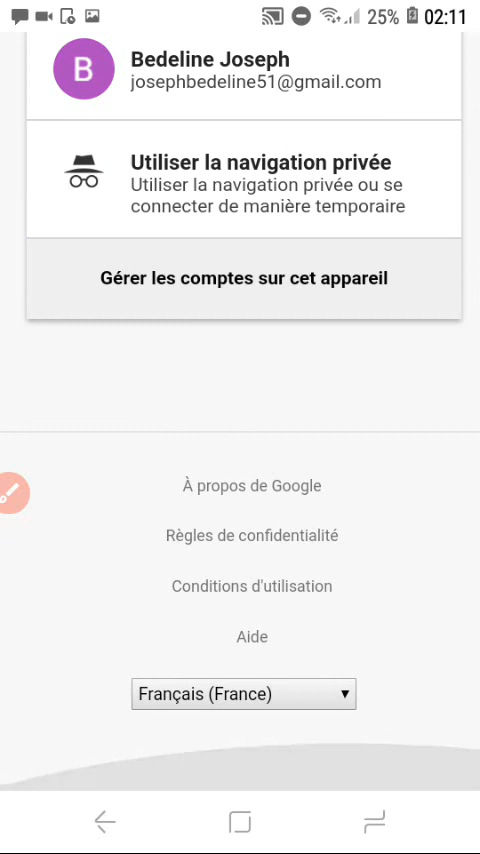 25% 02:11
B
Bedeline Joseph
josephbedeline51@gmail.com
Utiliser la navigation privée
Utiliser la navigation privée ou se
connecter de manière temporaire
Gérer les comptes sur cet appareil
À propos de Google
Règles de confidentialité
Conditions d'utilisation
Aide
Français (France)